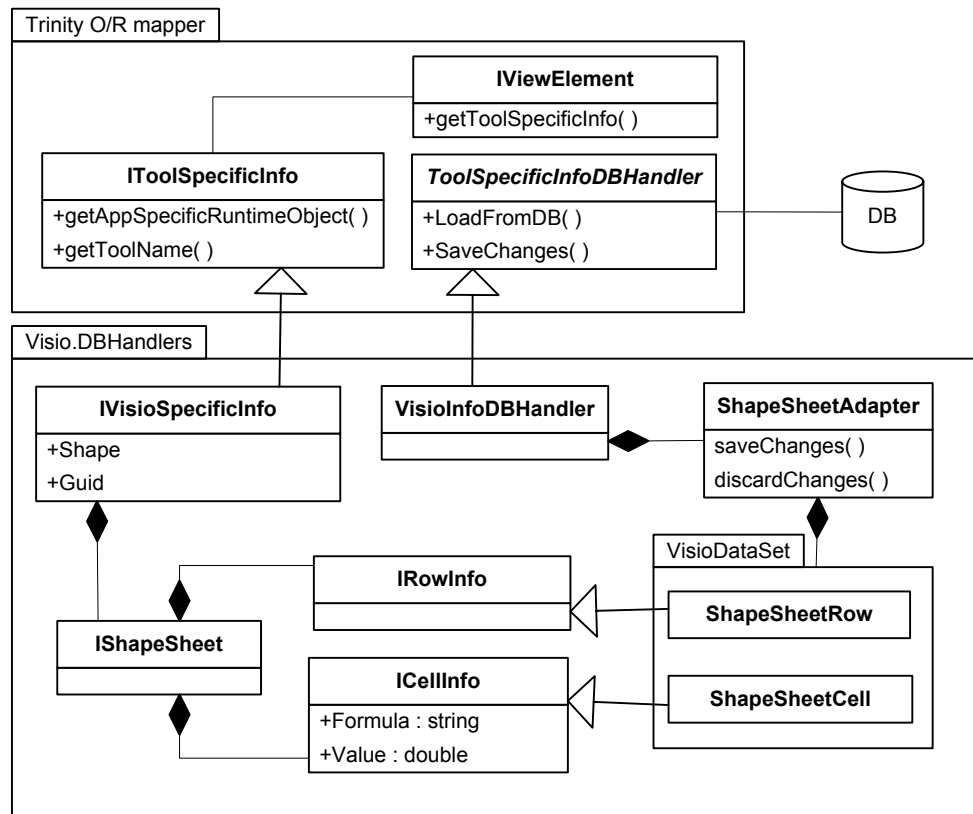 Trinity O/R mapper
IViewElement
+getToolSpecificInfo( )
IToolSpecificInfo
+getAppSpecificRuntimeObject( )
+getToolName( )
ToolSpecificInfoDBHandler
+LoadFromDB( )
+SaveChanges( )
DB
Visio.DBHandlers
IVisioSpecificInfo
+Shape
+Guid
VisioInfoDBHandler
ShapeSheetAdapter
saveChanges( )
discardChanges( )
VisioDataSet
IRowInfo
ShapeSheetRow
IShapeSheet
ICellInfo
+Formula : string
+Value : double
ShapeSheetCell